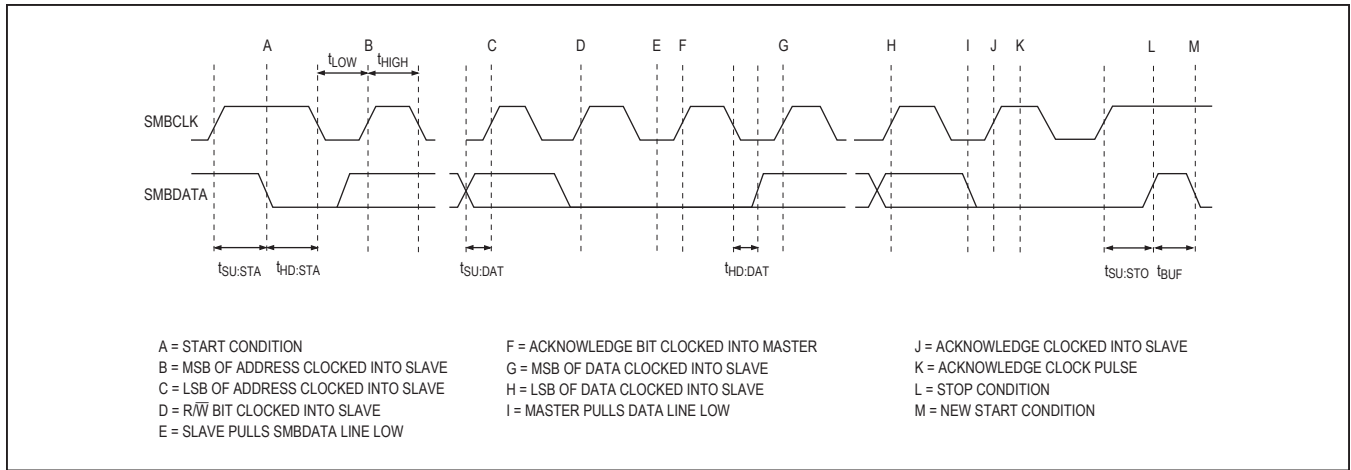 A B C D E F G H I J K L M
tLOW tHIGH
SMBCLK
SMBDATA
tSU:STA tHD:STA tSU:DAT tHD:DAT tSU:STO tBUF
A = START CONDITION
B = MSB OF ADDRESS CLOCKED INTO SLAVE
C = LSB OF ADDRESS CLOCKED INTO SLAVE
D = R/W̅ BIT CLOCKED INTO SLAVE
E = SLAVE PULLS SMBDATA LINE LOW
F = ACKNOWLEDGE BIT CLOCKED INTO MASTER
G = MSB OF DATA CLOCKED INTO SLAVE
H = LSB OF DATA CLOCKED INTO SLAVE
I = MASTER PULLS DATA LINE LOW
J = ACKNOWLEDGE CLOCKED INTO SLAVE
K = ACKNOWLEDGE CLOCK PULSE
L = STOP CONDITION
M = NEW START CONDITION